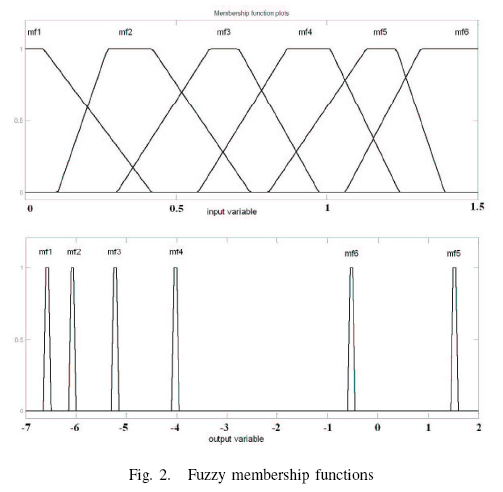 Membership function plots
mf1 mf2 mf3 mf4 mf5 mf6
1
0.5
0
0 0.5 1 1.5
input variable
mf1 mf2 mf3 mf4 mf6 mf5
1
0.5
0
-7 -6 -5 -4 -3 -2 -1 0 1 2
output variable
Fig. 2. Fuzzy membership functions